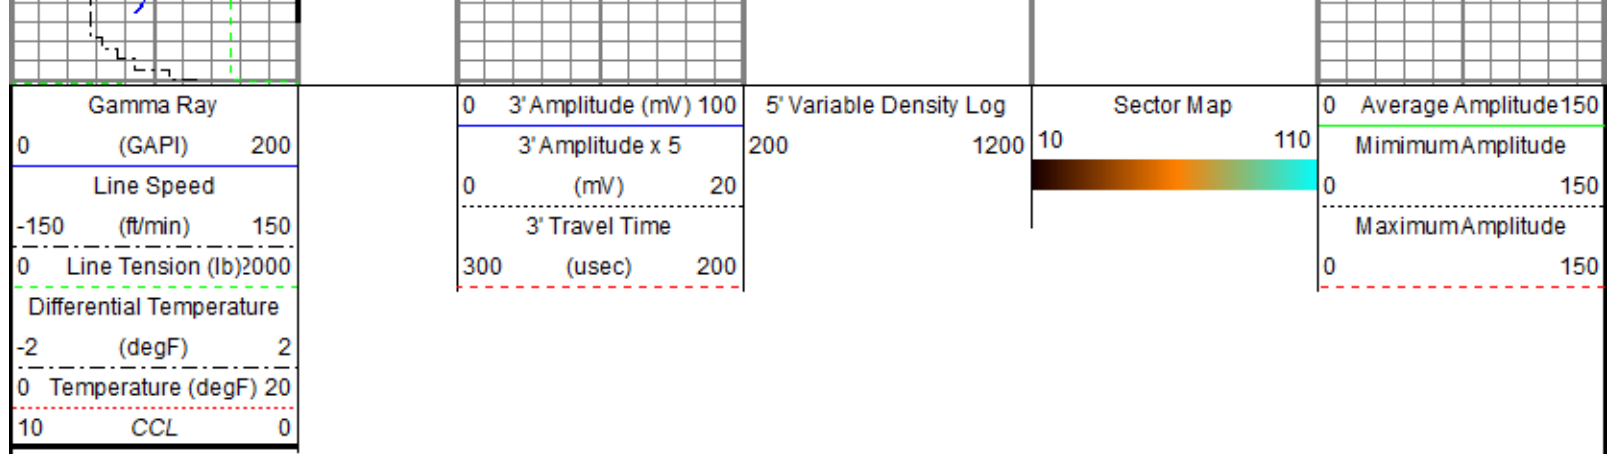 Gamma Ray
0 (GAPI) 200
Line Speed
-150 (ft/min) 150
0 Line Tension (lb) 2000
Differential Temperature
-2 (degF) 2
0 Temperature (degF) 20
10 CCL 0
0 3' Amplitude (mV) 100
3' Amplitude x 5
0 (mV) 20
3' Travel Time
300 (usec) 200
5' Variable Density Log
200 1200
Sector Map
10 110
0 Average Amplitude 150
Mimimum Amplitude
0 150
Maximum Amplitude
0 150